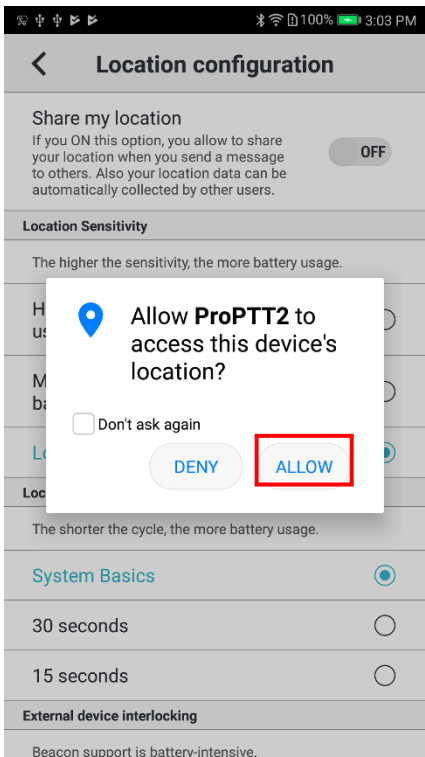 100% 3:03 PM
Location configuration
Share my location
If you ON this option, you allow to share
your location when you send a message
to others. Also your location data can be
automatically collected by other users.
OFF
Location Sensitivity
The higher the sensitivity, the more battery usage.
Allow ProPTT2 to
access this device's
location?
Don't ask again
DENY ALLOW
The shorter the cycle, the more battery usage.
System Basics
30 seconds
15 seconds
External device interlocking
Beacon support is battery-intensive.